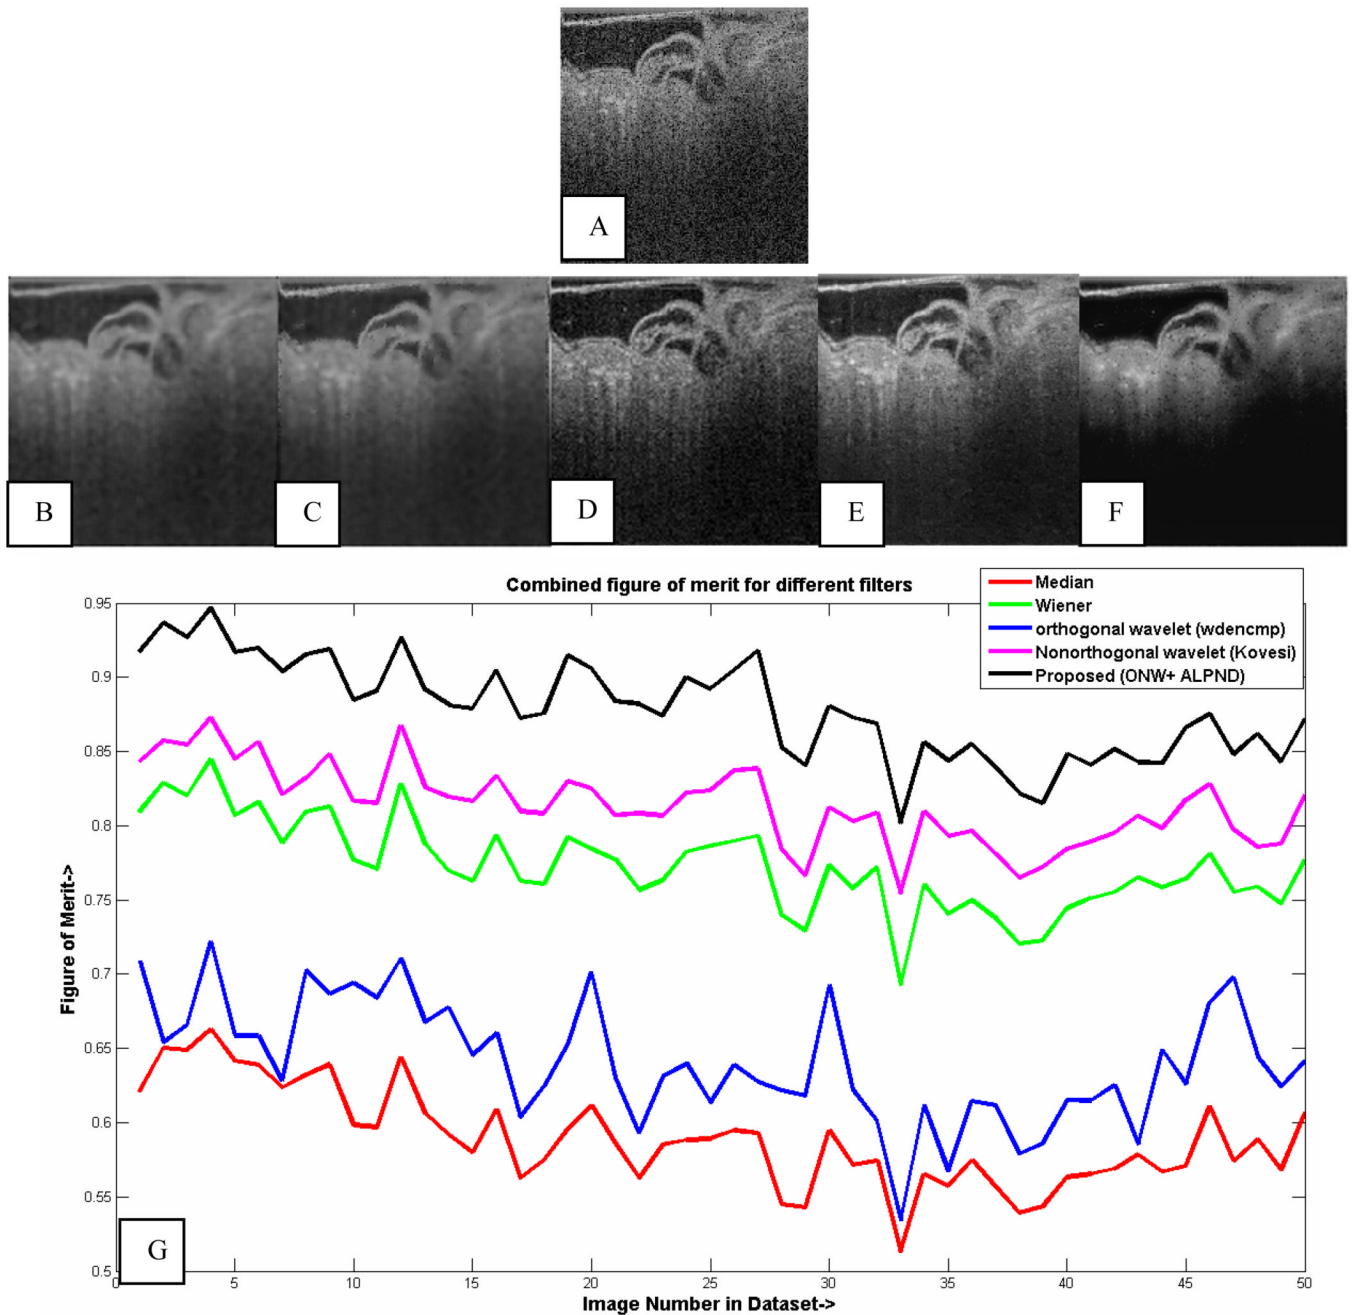 A
B
C
D
E
F
Combined figure of merit for different filters
Median
Wiener
orthogonal wavelet (wdencmp)
Nonorthogonal wavelet (Kovesi)
Proposed (ONW+ ALPND)
0.95
0.9
0.85
0.8
0.75
0.7
0.65
0.6
0.55
0.5
Figure of Merit->
G
0 5 10 15 20 25 30 35 40 45 50
Image Number in Dataset->